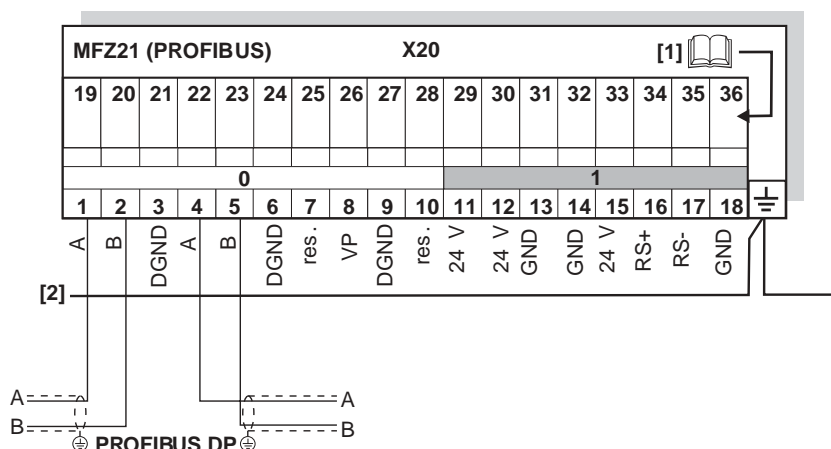 MFZ21 (PROFIBUS) X20 [1]
19 20 21 22 23 24 25 26 27 28 29 30 31 32 33 34 35 36
0 1
1 2 3 4 5 6 7 8 9 10 11 12 13 14 15 16 17 18
A B DGND A B DGND res. VP DGND res. 24 V 24 V GND GND 24 V RS+ RS- GND
[2]
A A
B B
PROFIBUS DP